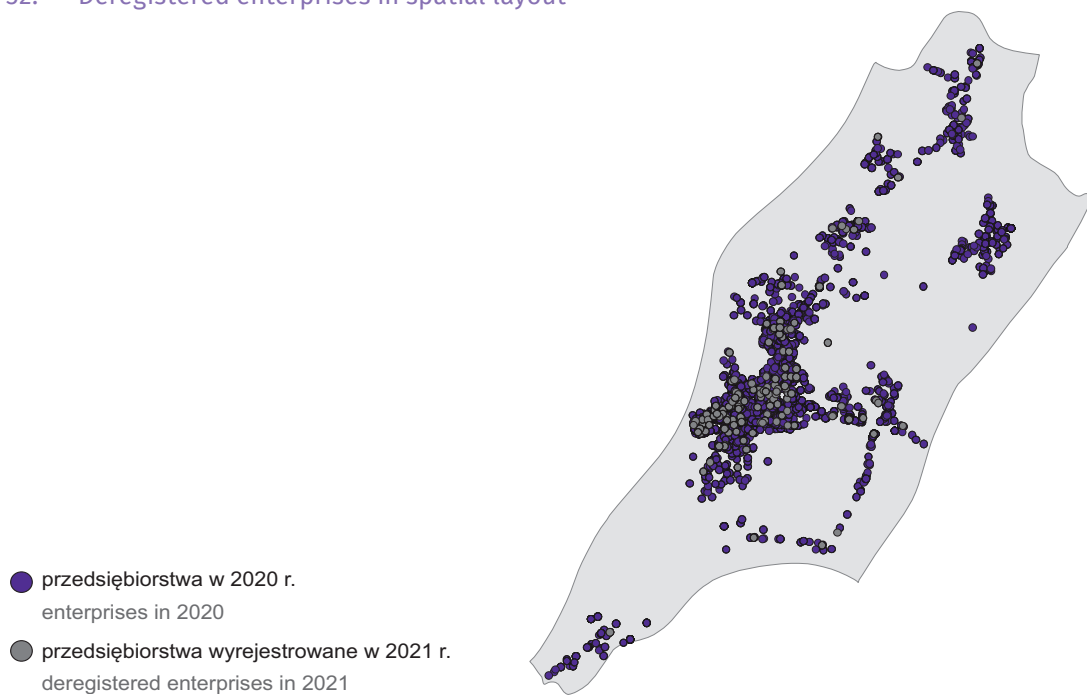 Deregistered enterprises in spatial layout
przedsiębiorstwa w 2020 r.
enterprises in 2020
przedsiębiorstwa wyrejestrowane w 2021 r.
deregistered enterprises in 2021